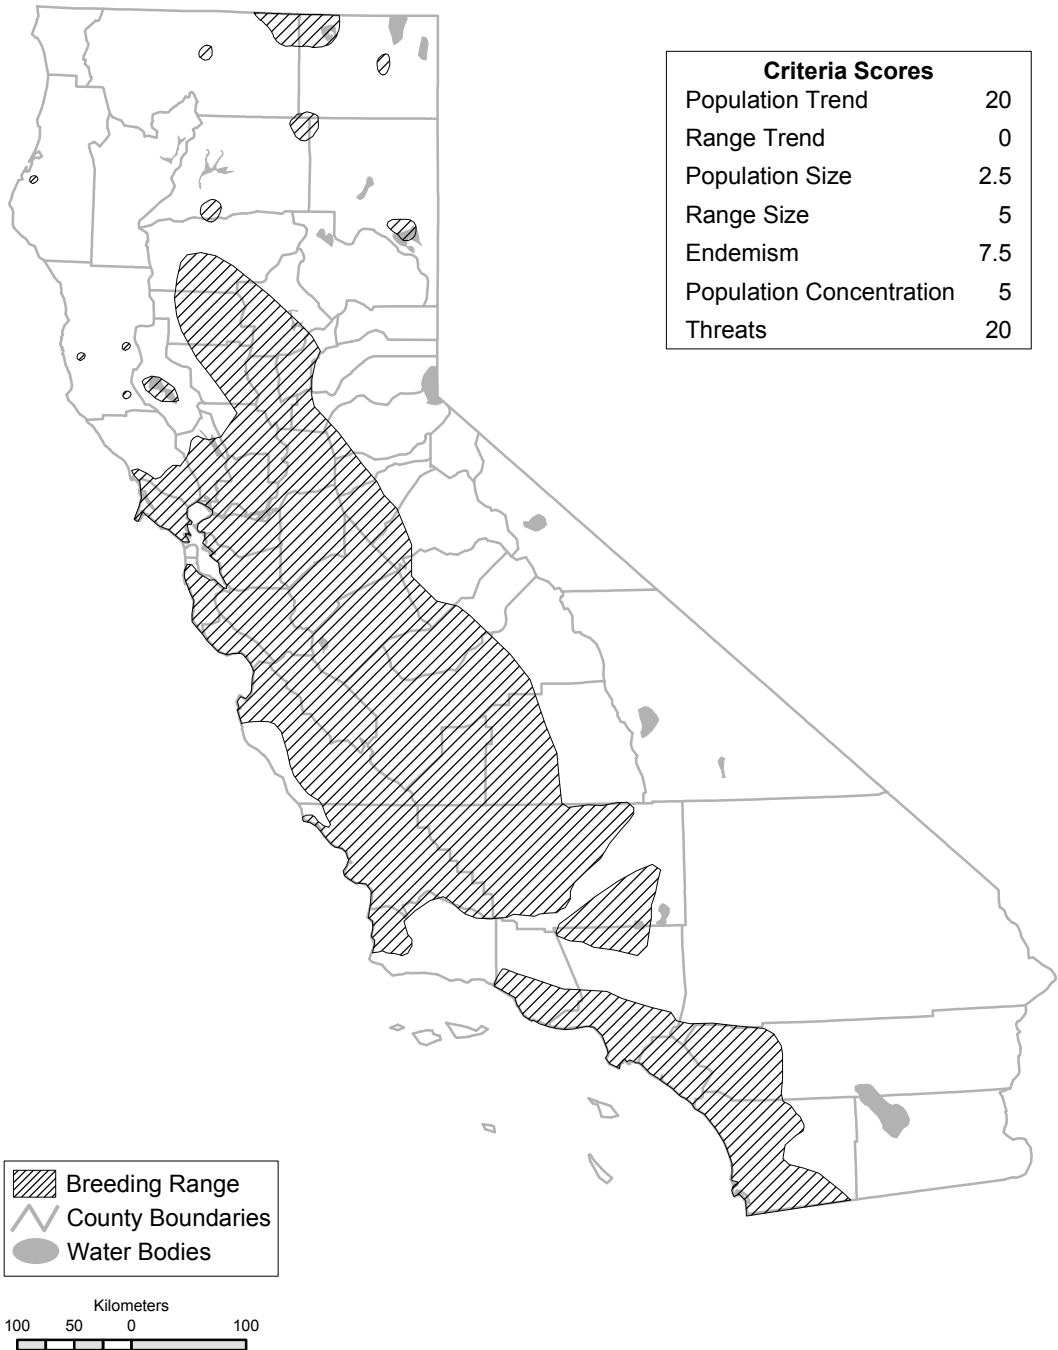 Criteria Scores
Population Trend 20
Range Trend 0
Population Size 2.5
Range Size 5
Endemism 7.5
Population Concentration 5
Threats 20
Breeding Range
County Boundaries
Water Bodies
Kilometers
100 50 0 100